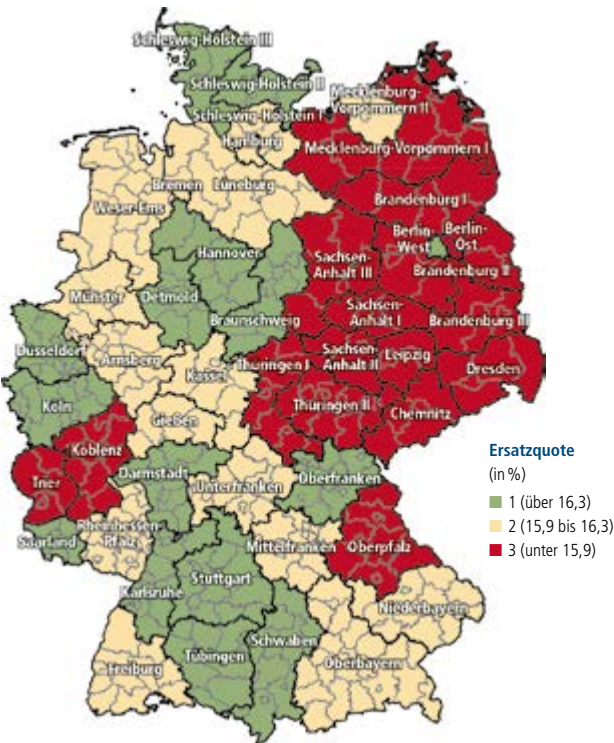 Schleswig-Holstein III
Schleswig-Holstein II
Schleswig-Holstein I
Hamburg
Mecklenburg-
Vorpommern II
Mecklenburg-Vorpommern I
Bremen
Lüneburg
Weser-Ems
Brandenburg I
Berlin-
West
Berlin-
Ost
Hannover
Sachsen-
Anhalt III
Brandenburg II
Münster
Detmold
Braunschweig
Sachsen-
Anhalt I
Brandenburg III
Düsseldorf
Arnsberg
Kassel
Thüringen I
Sachsen-
Anhalt II
Leipzig
Dresden
Köln
Gießen
Thüringen II
Chemnitz
Koblenz
Trier
Darmstadt
Unterfranken
Oberfranken
Ersatzquote
(in %)
1 (über 16,3)
2 (15,9 bis 16,3)
3 (unter 15,9)
Saarland
Rheinhessen-
Pfalz
Mittelfranken
Oberpfalz
Karlsruhe
Stuttgart
Niederbayern
Schwaben
Tübingen
Freiburg
Oberbayern